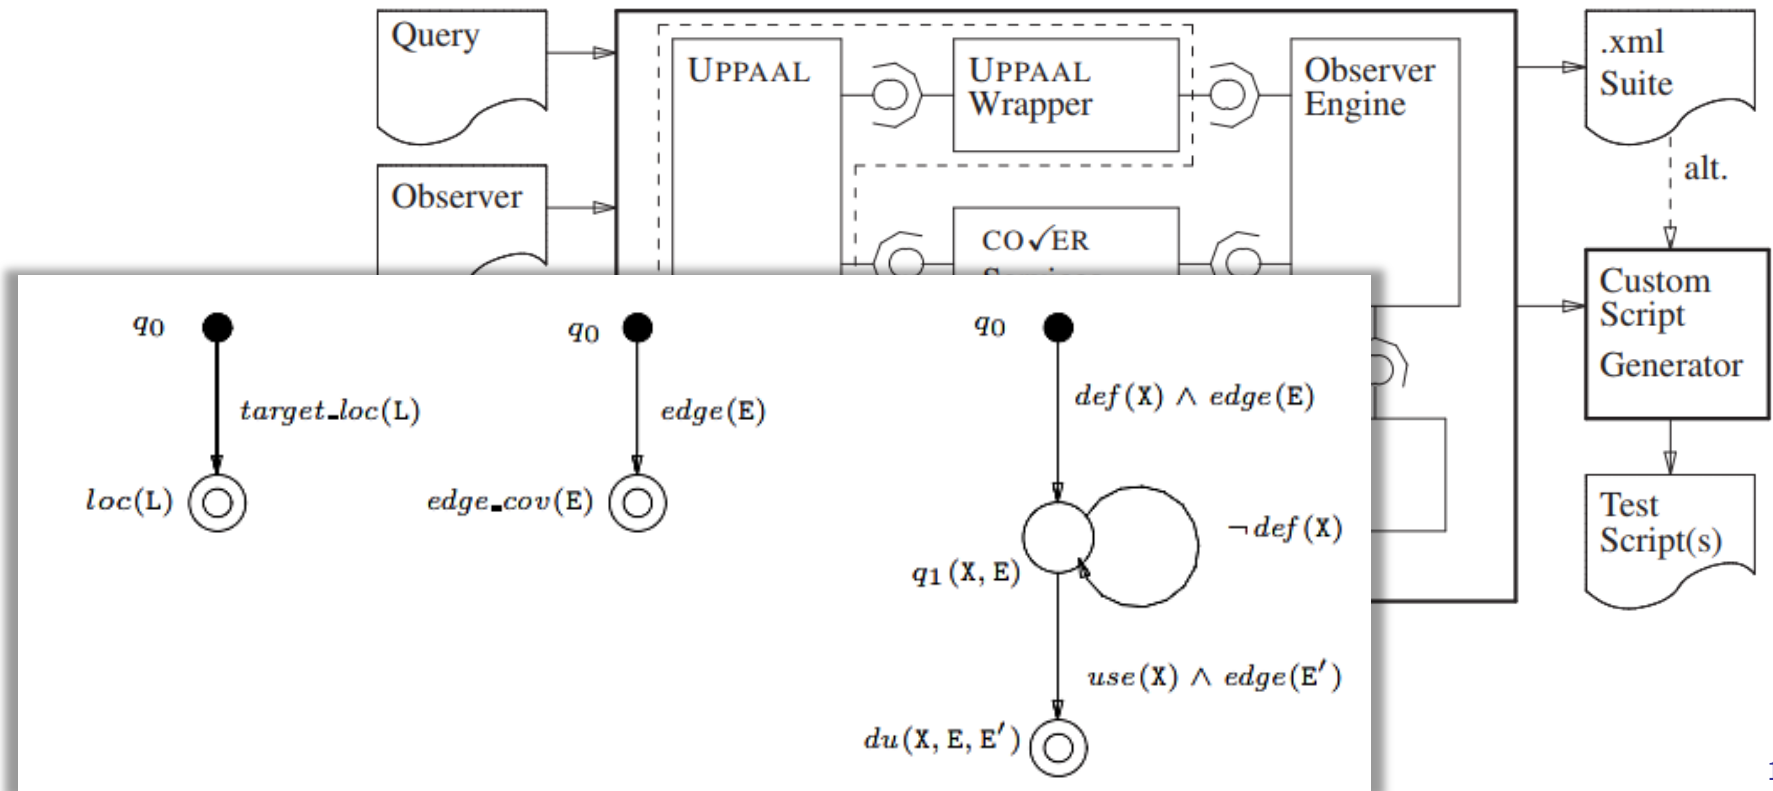 Query
UPPAAL
UPPAAL
Wrapper
Observer
Engine
.xml
Suite
alt.
Observer
CO✓ER
Custom
Script
Generator
Test
Script(s)
q0
target_loc(L)
loc(L)
q0
edge(E)
edge_cov(E)
q0
def(X) ∧ edge(E)
¬def(X)
q1(X, E)
use(X) ∧ edge(E′)
du(X, E, E′)